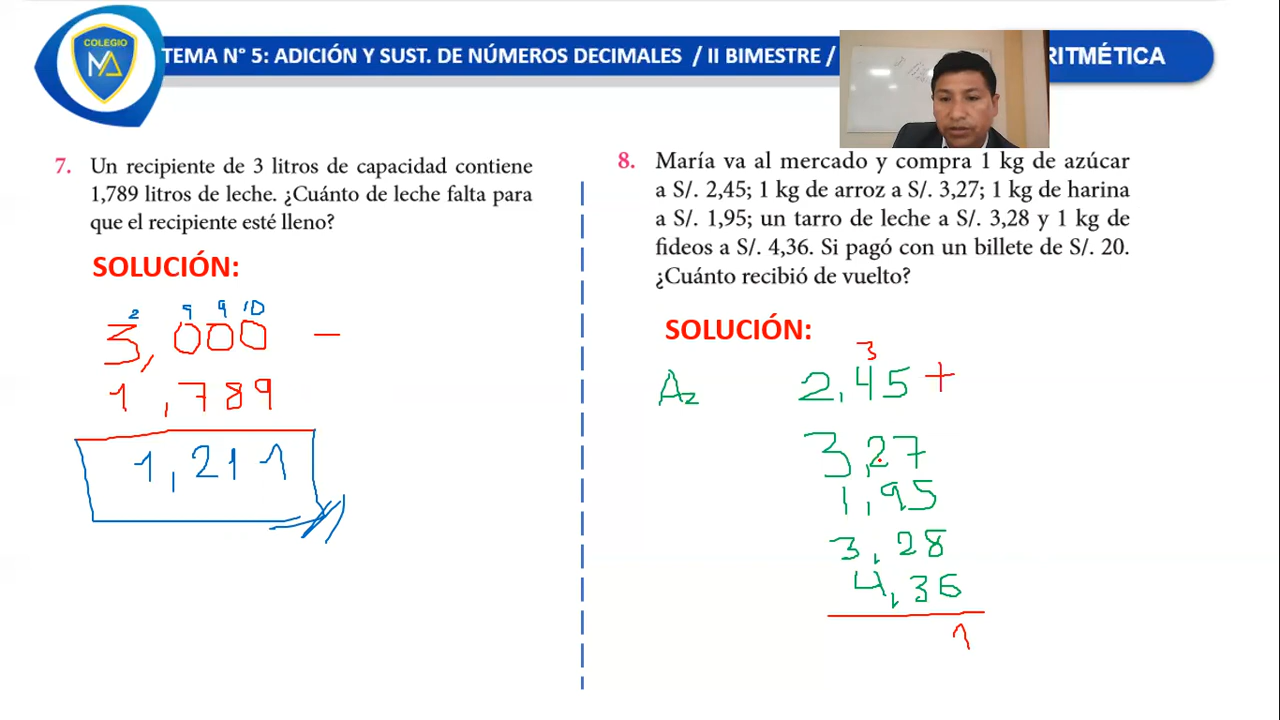 COLEGIO
TEMA N° 5: ADICIÓN Y SUST. DE NÚMEROS DECIMALES / II BIMESTRE / RITMÉTICA
7. Un recipiente de 3 litros de capacidad contiene
1,789 litros de leche. ¿Cuánto de leche falta para
que el recipiente esté lleno?
SOLUCIÓN:
2 9 9 10
3,000 —
1,789
1,211
8. María va al mercado y compra 1 kg de azúcar
a S/. 2,45; 1 kg de arroz a S/. 3,27; 1 kg de harina
a S/. 1,95; un tarro de leche a S/. 3,28 y 1 kg de
fideos a S/. 4,36. Si pagó con un billete de S/. 20.
¿Cuánto recibió de vuelto?
SOLUCIÓN:
3
Az 2,45 +
3,27
1,95
3,28
4,36
1